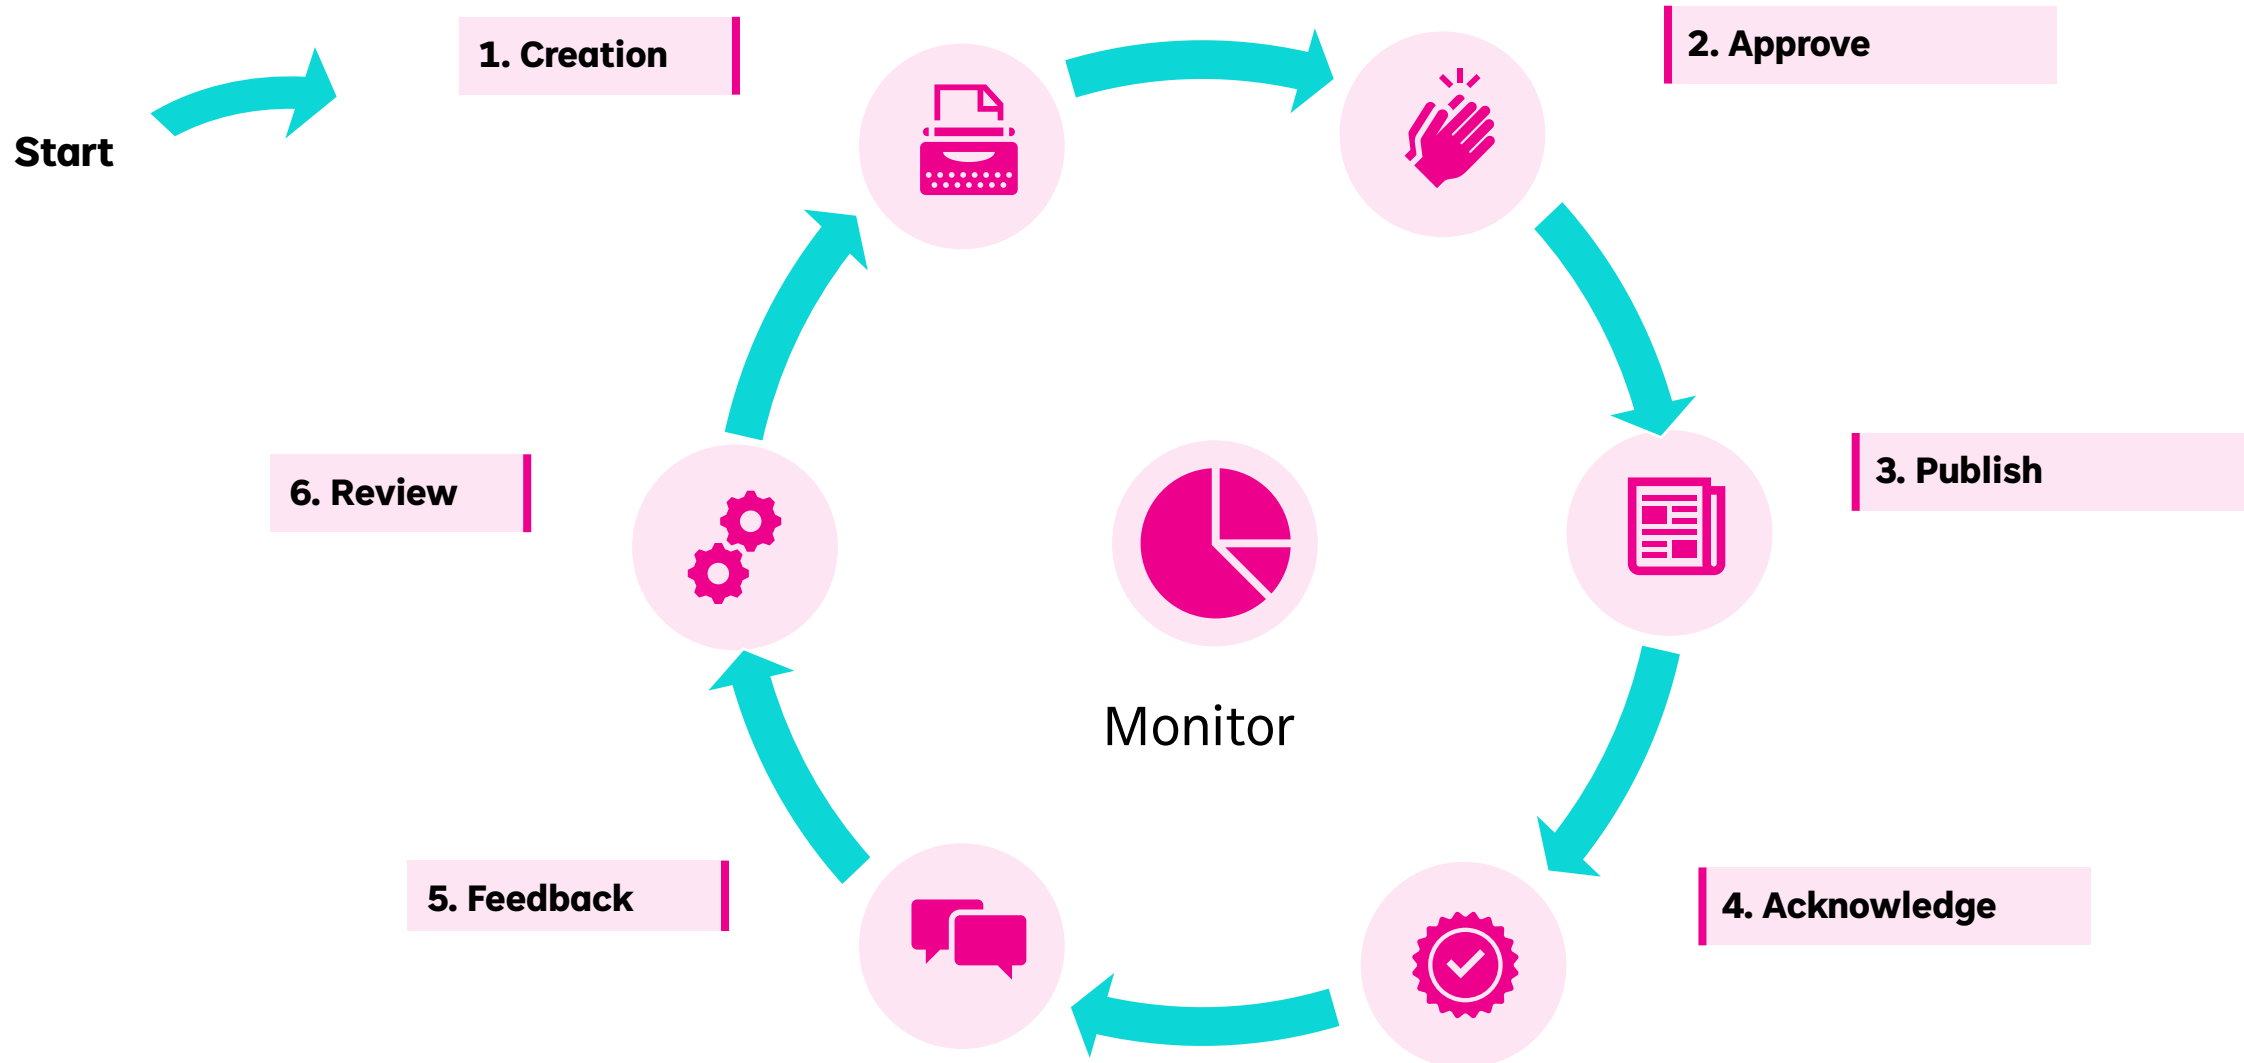 Start
1. Creation
2. Approve
3. Publish
4. Acknowledge
5. Feedback
6. Review
Monitor